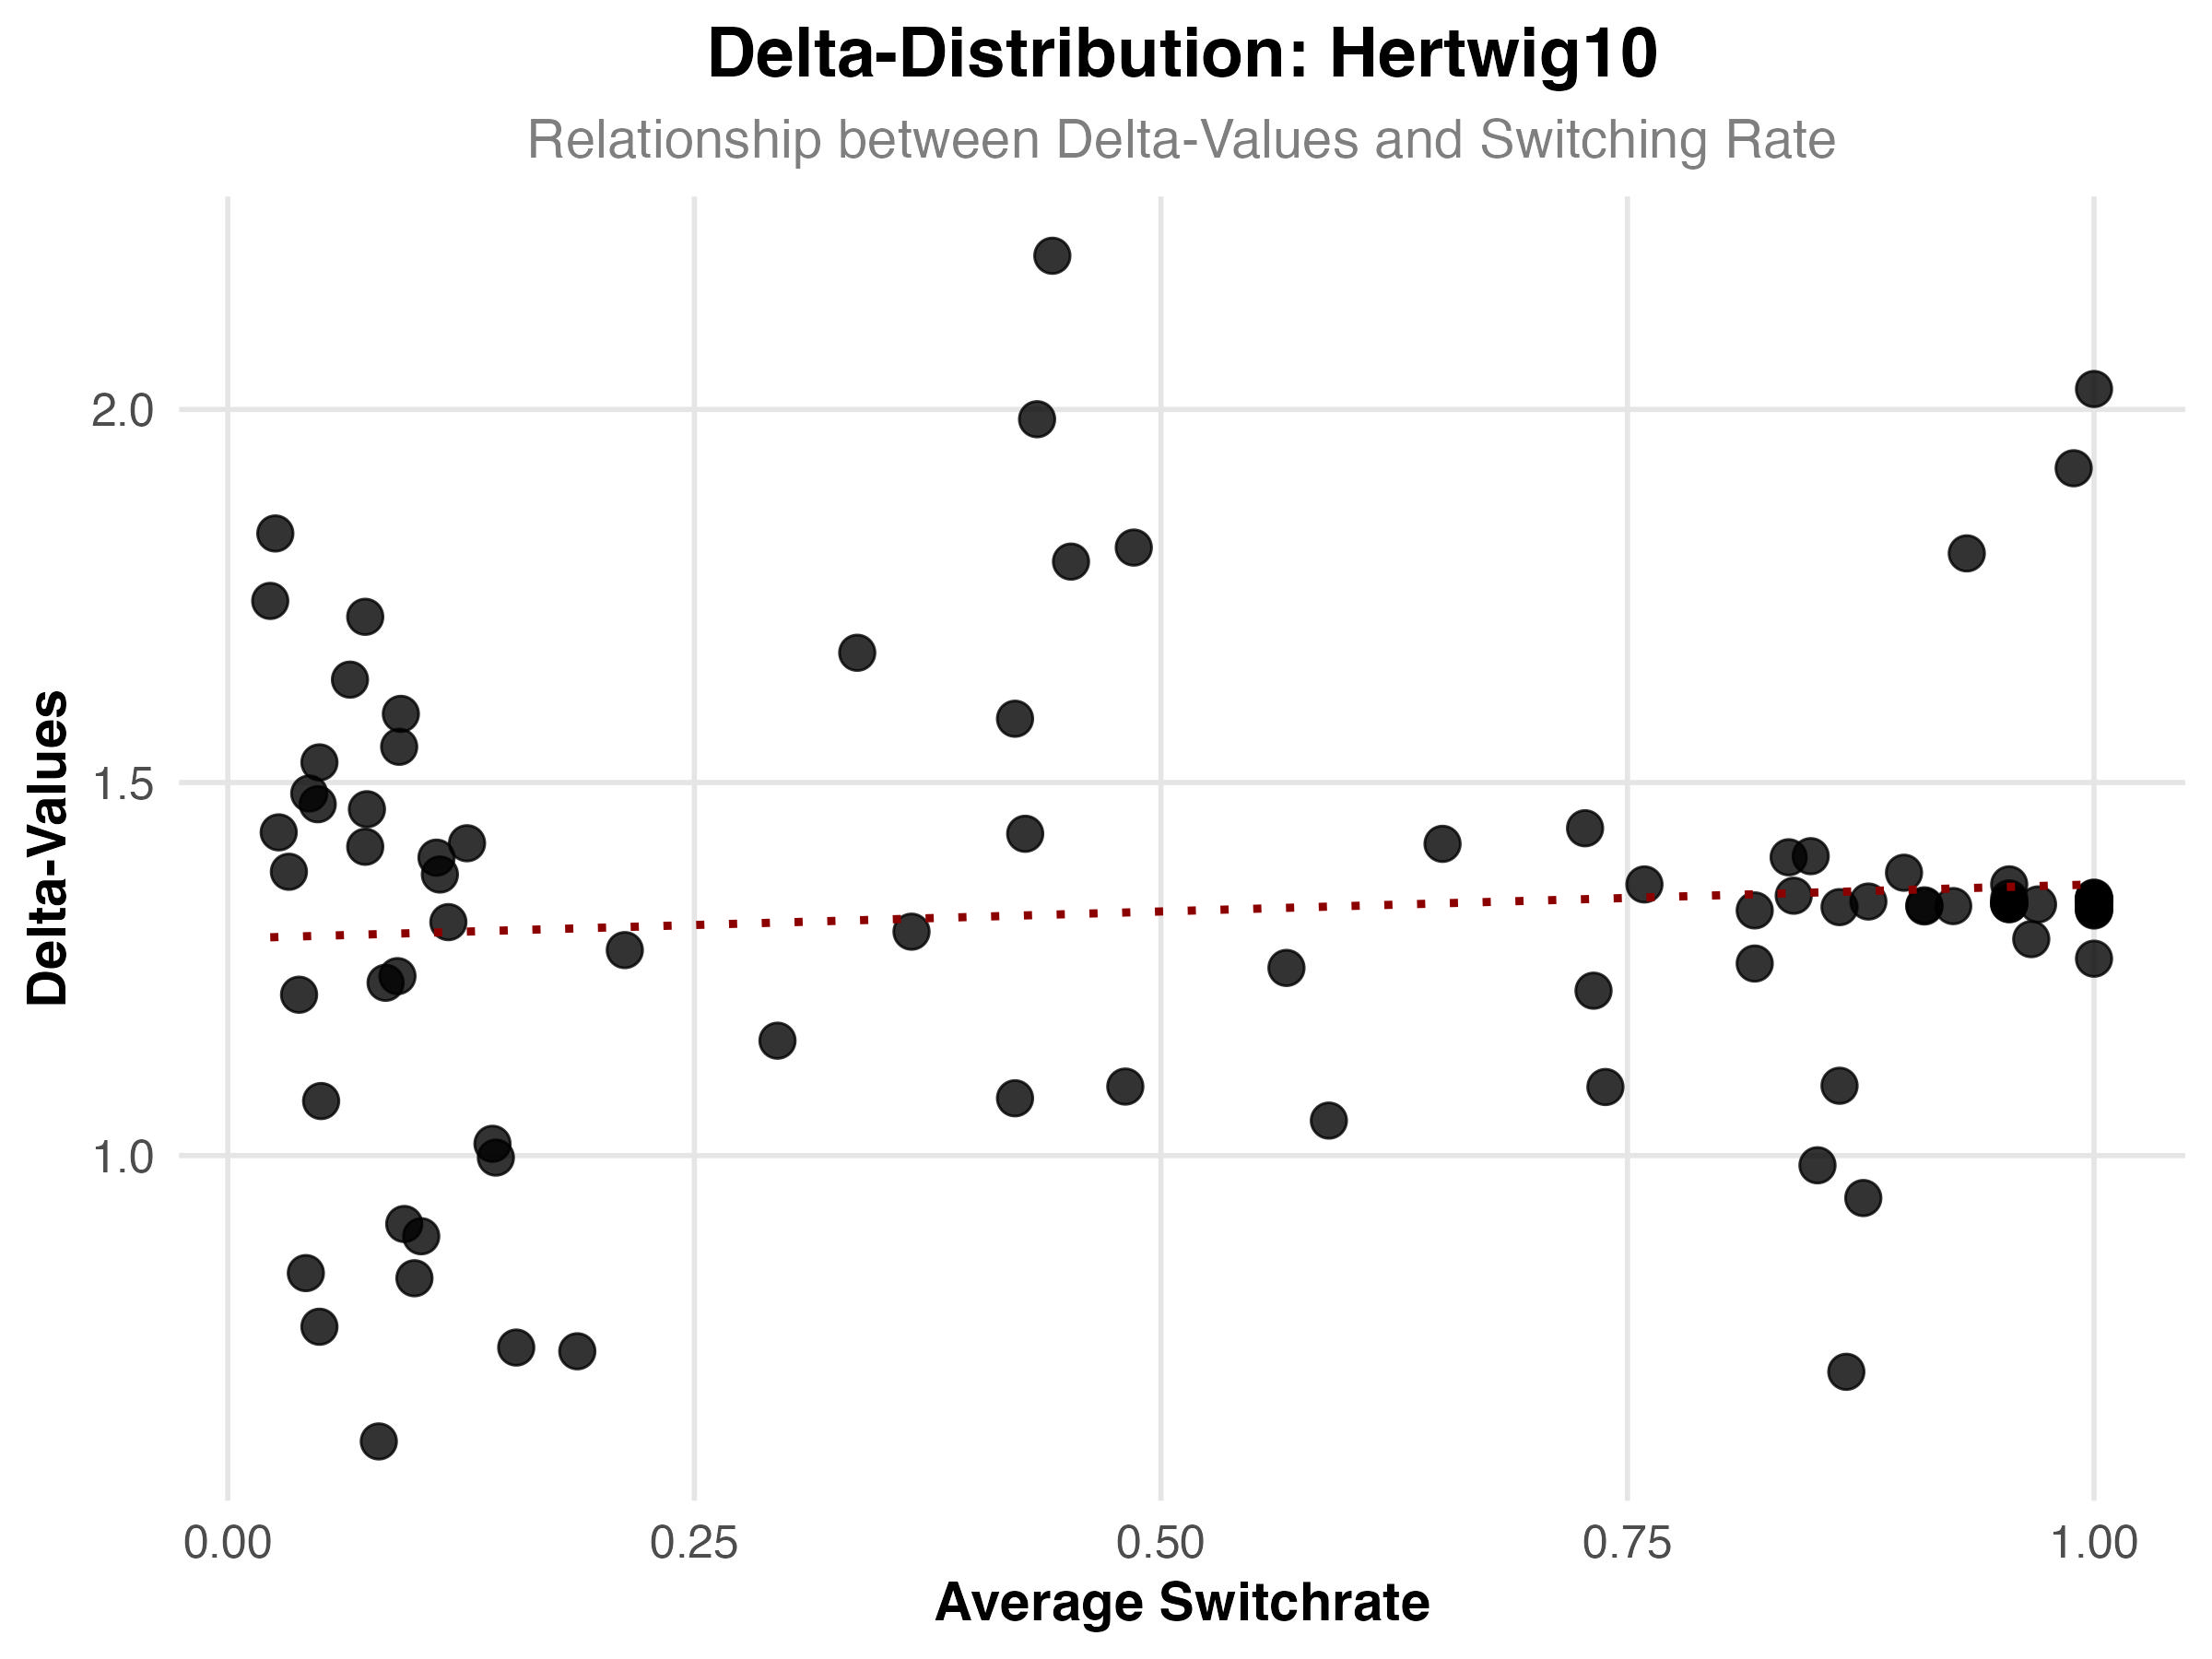 Delta-Distribution: Hertwig10
Relationship between Delta-Values and Switching Rate
Delta-Values
2.0
1.5
1.0
0.00 0.25 0.50 0.75 1.00
Average Switchrate